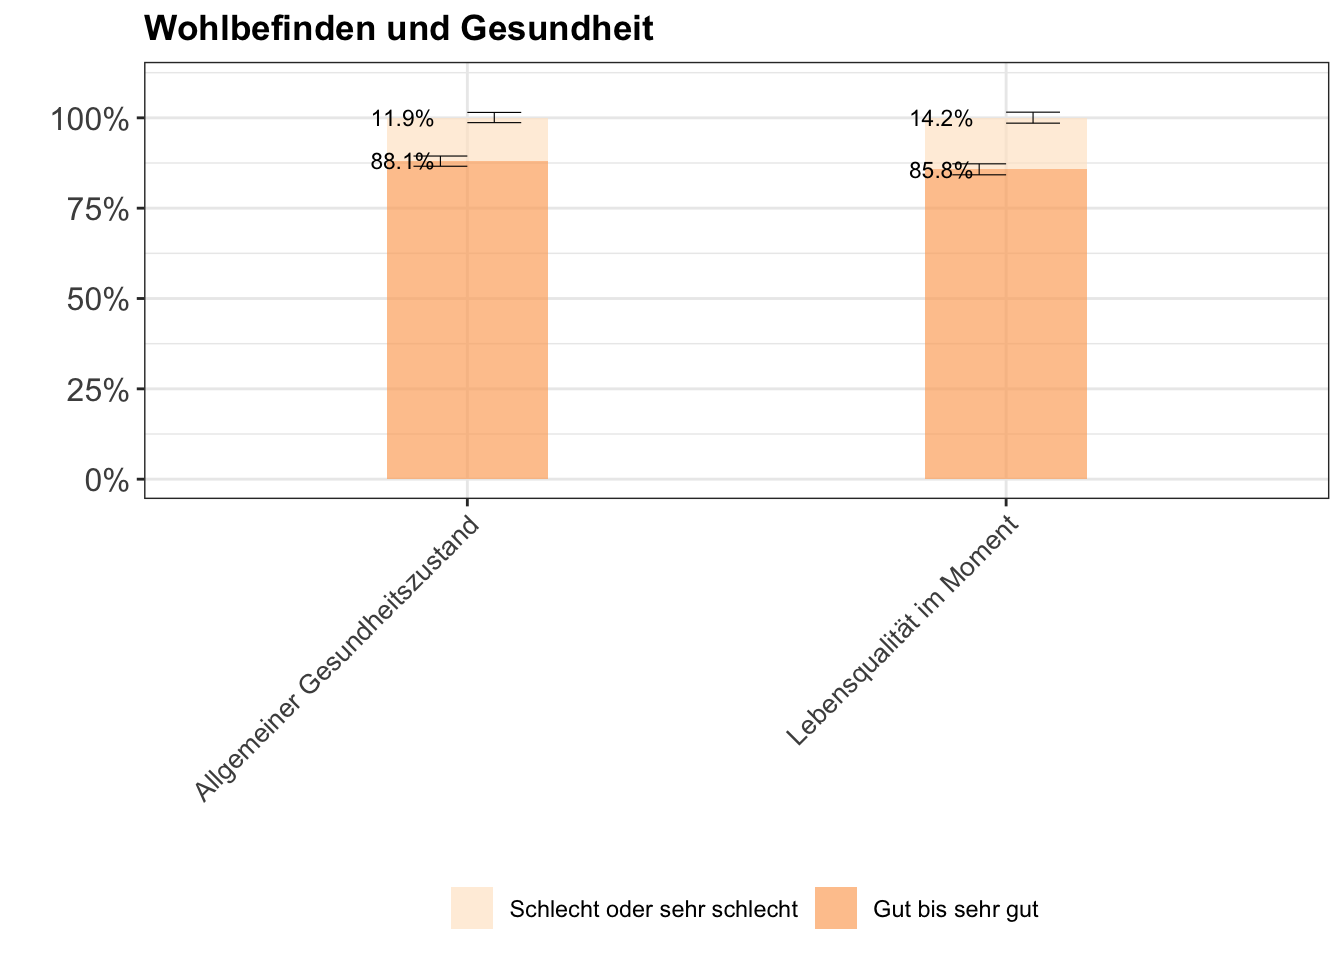 Wohlbefinden und Gesundheit
100%
75%
50%
25%
0%
11.9%
88.1%
14.2%
85.8%
Allgemeiner Gesundheitszustand
Lebensqualität im Moment
Schlecht oder sehr schlecht
Gut bis sehr gut